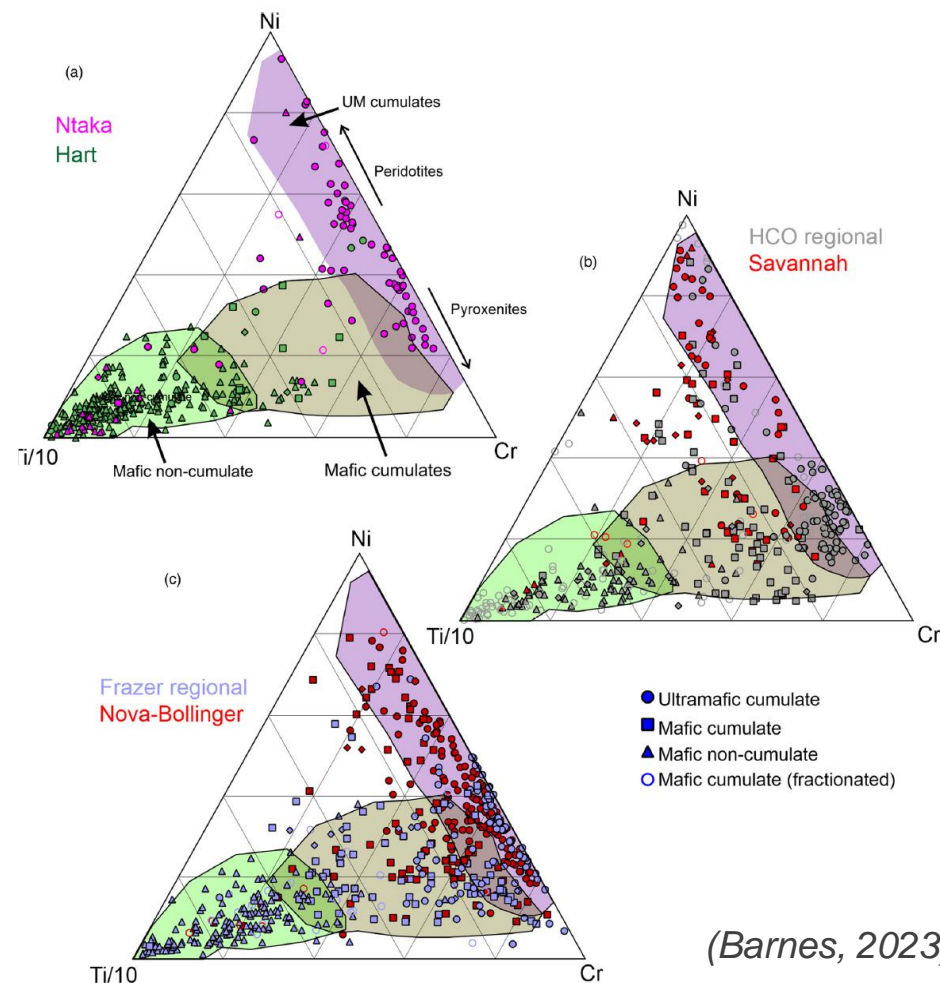 Ni
(a)
UM cumulates
Ntaka
Hart
Peridotites
Pyroxenites
Ti/10
Cr
Mafic non-cumulate
Mafic cumulates
Ni
(b)
HCO regional
Savannah
Ti/10
Cr
Ni
(c)
Frazer regional
Nova-Bollinger
Ti/10
Cr
Ultramafic cumulate
Mafic cumulate
Mafic non-cumulate
Mafic cumulate (fractionated)
(Barnes, 2023)